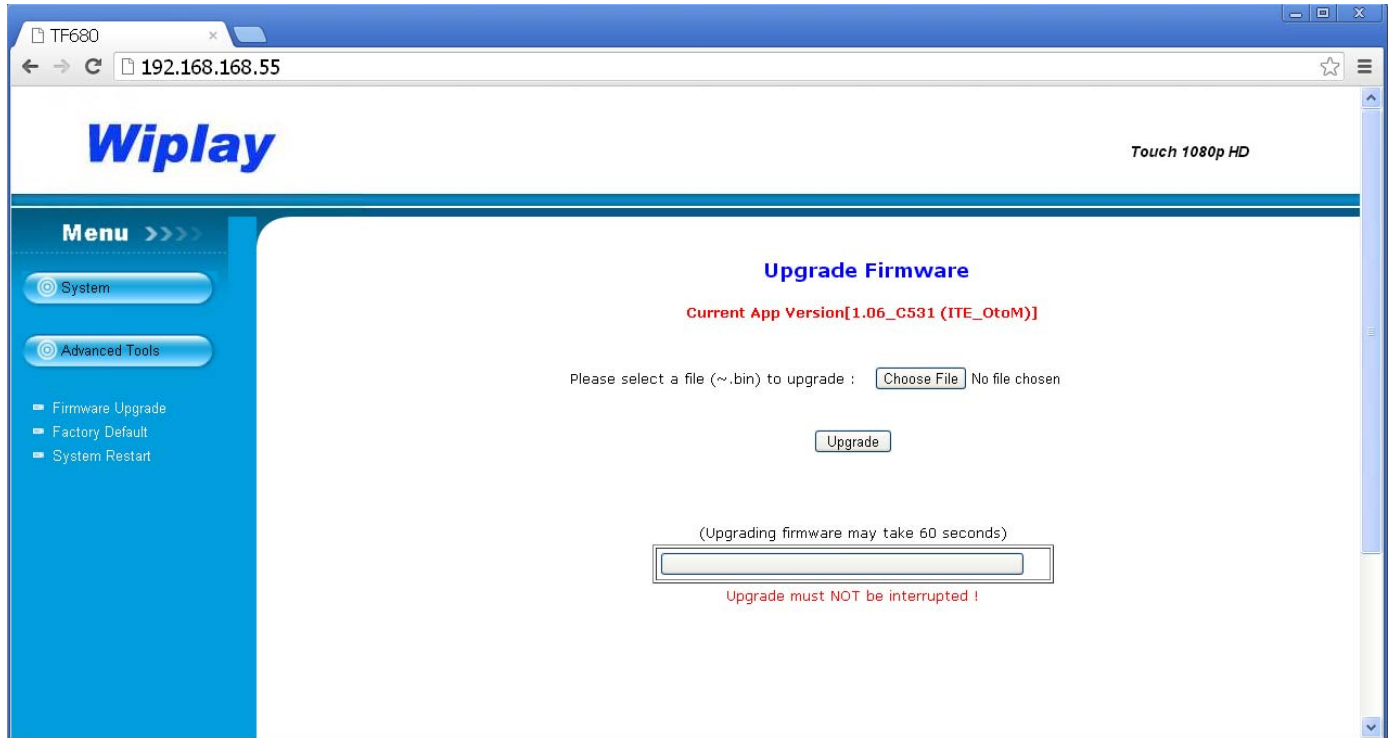 TF680
192.168.168.55
Wiplay
Touch 1080p HD
Menu
System
Advanced Tools
Firmware Upgrade
Factory Default
System Restart
Upgrade Firmware
Current App Version[1.06_C531 (ITE_OtoM)]
Please select a file (~.bin) to upgrade : Choose File No file chosen
Upgrade
(Upgrading firmware may take 60 seconds)
Upgrade must NOT be interrupted !